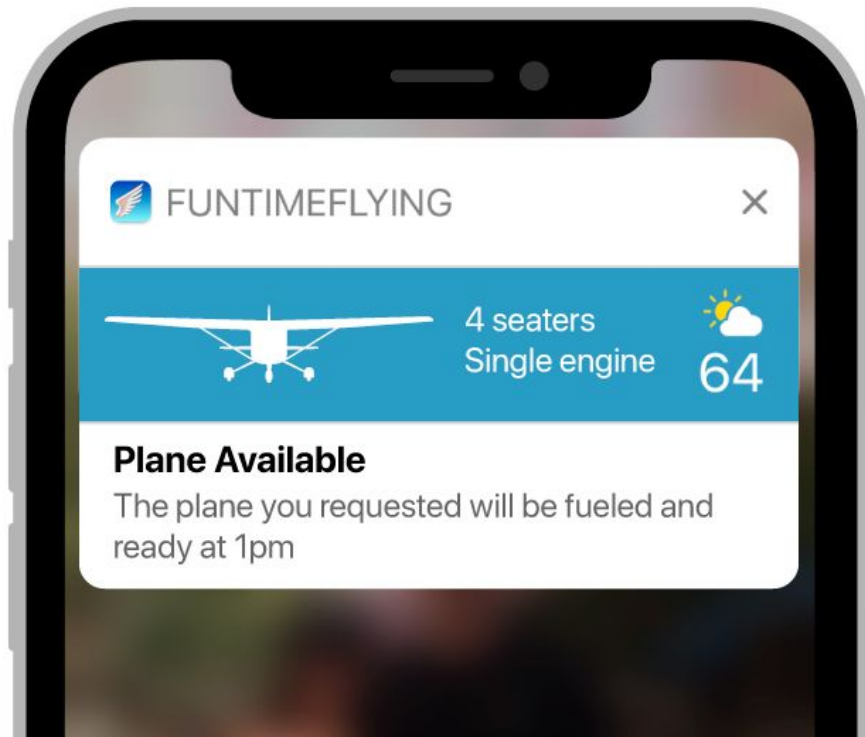 FUNTIMEFLYING
4 seaters
Single engine
64
Plane Available
The plane you requested will be fueled and
ready at 1pm